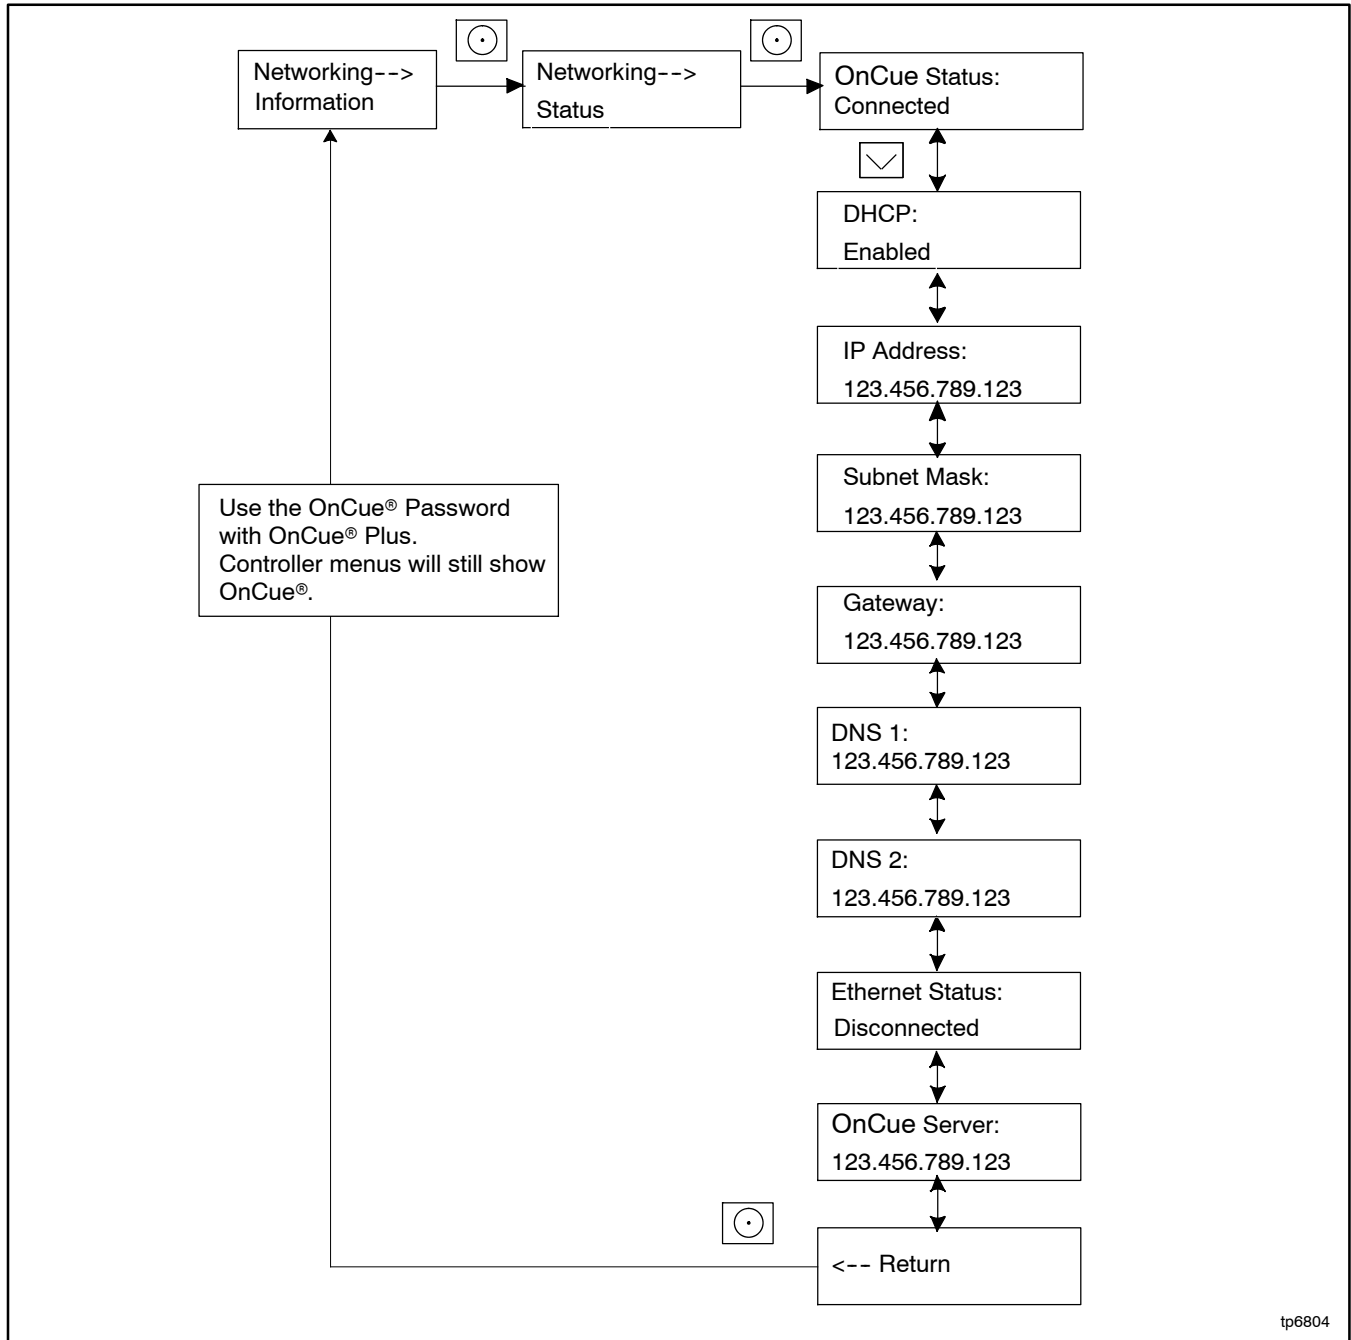 Networking-->
Information
Networking-->
Status
OnCue Status:
Connected
DHCP:
Enabled
IP Address:
123.456.789.123
Subnet Mask:
123.456.789.123
Use the OnCue® Password
with OnCue® Plus.
Controller menus will still show
OnCue®.
Gateway:
123.456.789.123
DNS 1:
123.456.789.123
DNS 2:
123.456.789.123
Ethernet Status:
Disconnected
OnCue Server:
123.456.789.123
<-- Return
tp6804